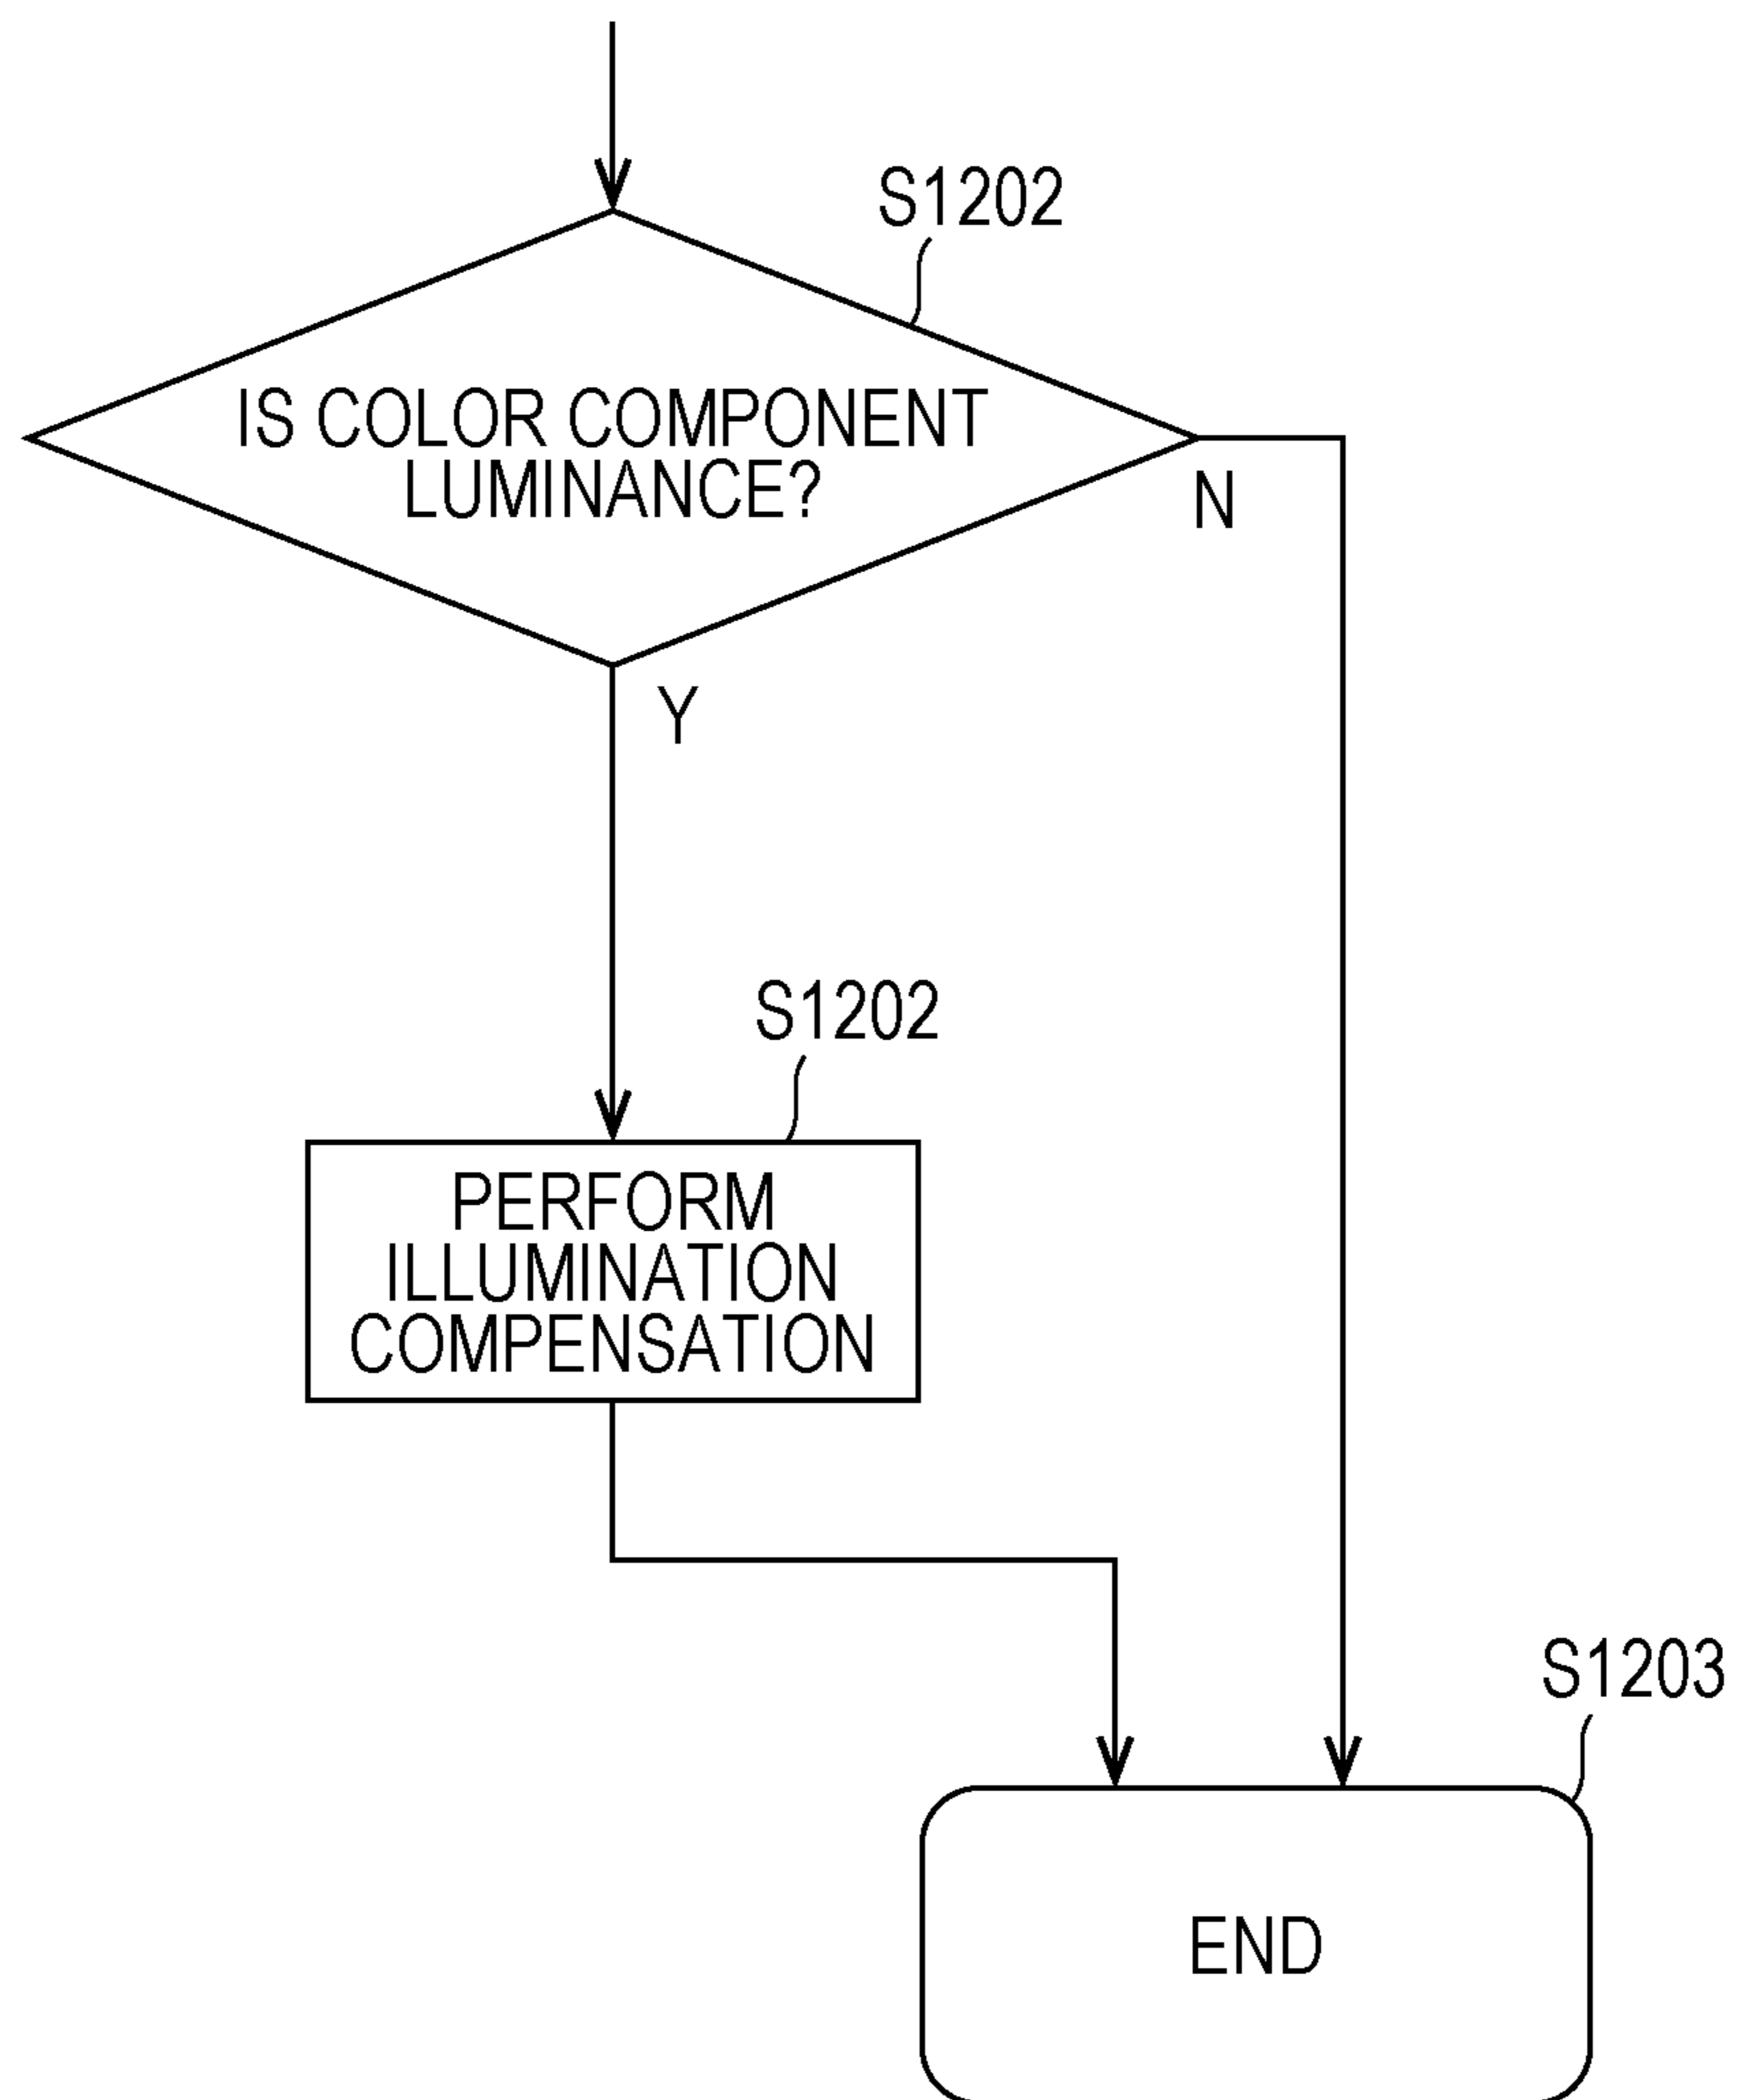 S1202
IS COLOR COMPONENT
LUMINANCE?
N
Y
S1202
PERFORM
ILLUMINATION
COMPENSATION
S1203
END